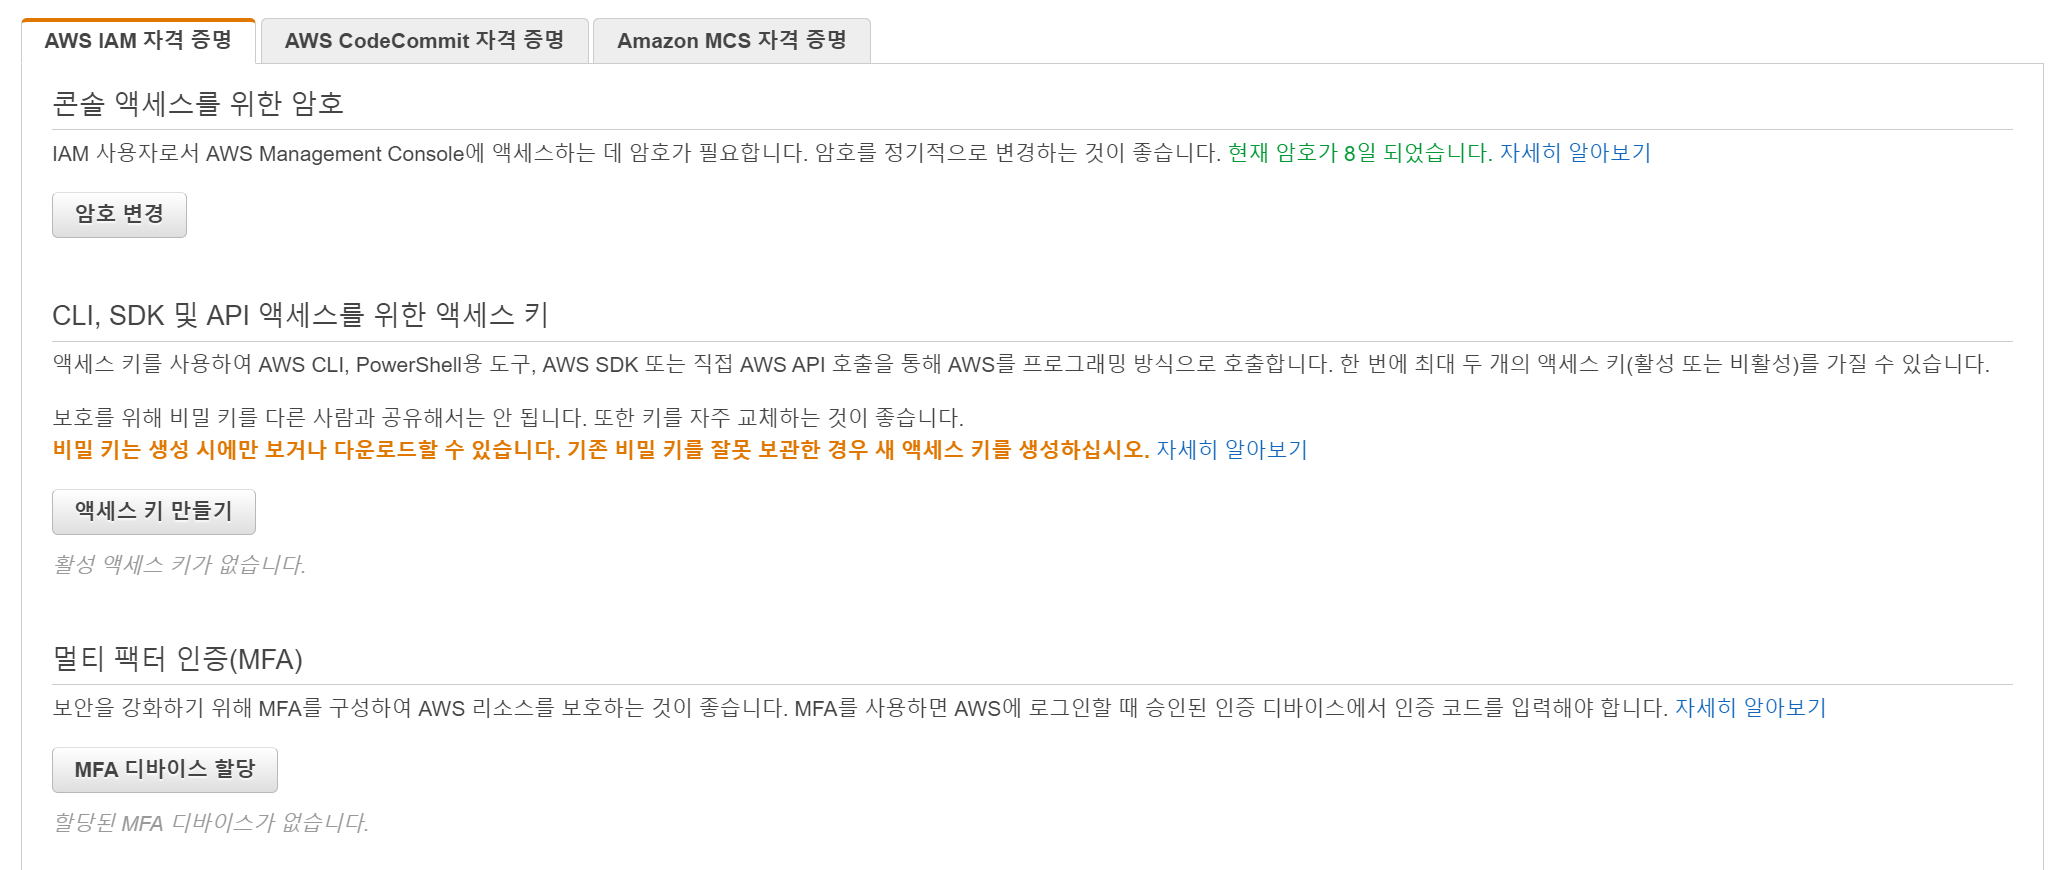 AWS IAM 자격 증명
AWS CodeCommit 자격 증명
Amazon MCS 자격 증명
콘솔 액세스를 위한 암호
IAM 사용자로서 AWS Management Console에 액세스하는 데 암호가 필요합니다. 암호를 정기적으로 변경하는 것이 좋습니다. 현재 암호가 8일 되었습니다. 자세히 알아보기
암호 변경
CLI, SDK 및 API 액세스를 위한 액세스 키
액세스 키를 사용하여 AWS CLI, PowerShell용 도구, AWS SDK 또는 직접 AWS API 호출을 통해 AWS를 프로그래밍 방식으로 호출합니다. 한 번에 최대 두 개의 액세스 키(활성 또는 비활성)를 가질 수 있습니다.
보호를 위해 비밀 키를 다른 사람과 공유해서는 안 됩니다. 또한 키를 자주 교체하는 것이 좋습니다.
비밀 키는 생성 시에만 보거나 다운로드할 수 있습니다. 기존 비밀 키를 잘못 보관한 경우 새 액세스 키를 생성하십시오. 자세히 알아보기
액세스 키 만들기
활성 액세스 키가 없습니다.
멀티 팩터 인증(MFA)
보안을 강화하기 위해 MFA를 구성하여 AWS 리소스를 보호하는 것이 좋습니다. MFA를 사용하면 AWS에 로그인할 때 승인된 인증 디바이스에서 인증 코드를 입력해야 합니다. 자세히 알아보기
MFA 디바이스 할당
할당된 MFA 디바이스가 없습니다.